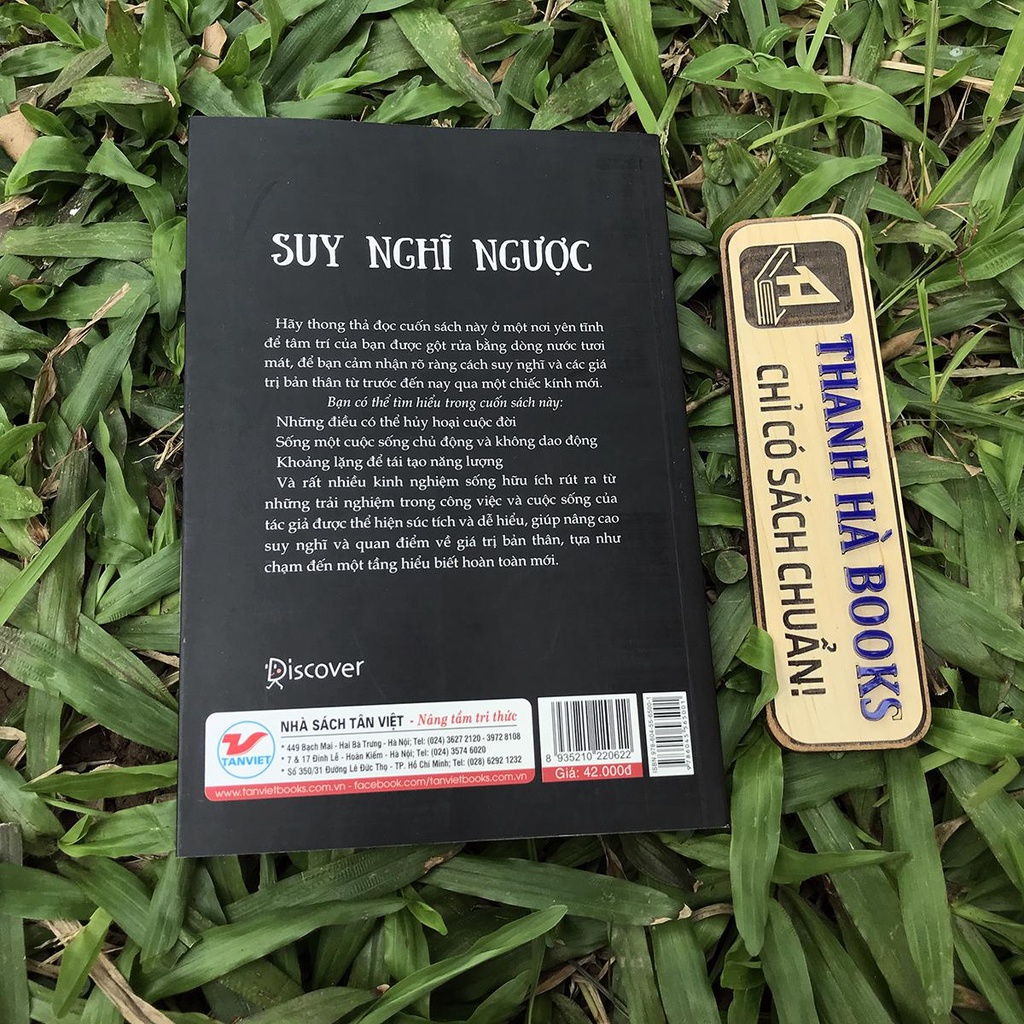 SUY NGHĨ NGƯỢC
Hãy thong thả đọc cuốn sách này ở một nơi yên tĩnh
để tâm trí của bạn được gột rửa bằng dòng nước tươi
mát, để bạn cảm nhận rõ ràng cách suy nghĩ và các giá
trị bản thân từ trước đến nay qua một chiếc kính mới.
Bạn có thể tìm hiểu trong cuốn sách này:
Những điều có thể hủy hoại cuộc đời
Sống một cuộc sống chủ động và không dao động
Khoảng lặng để tái tạo năng lượng
Và rất nhiều kinh nghiệm sống hữu ích rút ra từ
những trải nghiệm trong công việc và cuộc sống của
tác giả được thể hiện súc tích và dễ hiểu, giúp nâng cao
suy nghĩ và quan điểm về giá trị bản thân, tựa như
chạm đến một tầng hiểu biết hoàn toàn mới.
Discover
TANVIET
NHÀ SÁCH TÂN VIỆT - Nâng tầm tri thức
* 449 Bạch Mai - Hai Bà Trưng - Hà Nội; Tel: (024) 3627 2120 - 3972 8108
* 7 & 17 Đinh Lễ - Hoàn Kiếm - Hà Nội; Tel: (024) 3574 6020
* Số 350/31 Đường Lê Đức Thọ - TP. Hồ Chí Minh; Tel: (028) 6292 1232
www.tanvietbooks.com.vn - facebook.com/tanvietbooks.com.vn
8 935210 220622
Giá: 42.000đ
THANH HÀ BOOKS
CHỈ CÓ SÁCH CHUẨN!